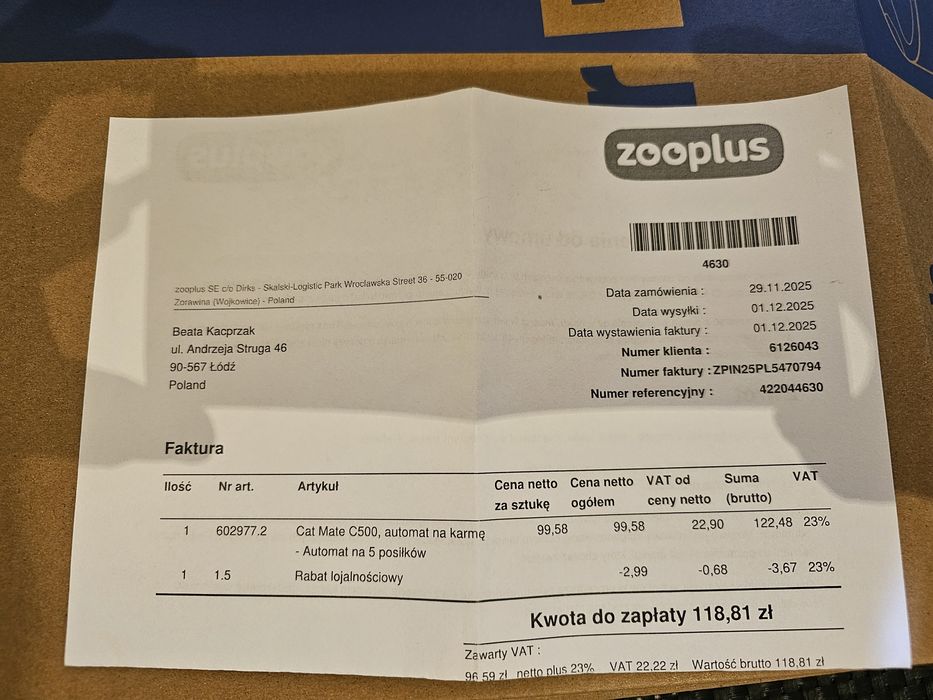 zooplus
4630
zooplus SE c/o Dirks - Skalski-Logistic Park Wroclawska Street 36 - 55-020
Zorawina (Wojkowice) - Poland
Beata Kacprzak
ul. Andrzeja Struga 46
90-567 Łódź
Poland
Data zamówienia : 29.11.2025
Data wysyłki : 01.12.2025
Data wystawienia faktury : 01.12.2025
Numer klienta : 6126043
Numer faktury : ZPIN25PL5470794
Numer referencyjny : 422044630
Faktura
Ilość Nr art. Artykuł Cena netto za sztukę Cena netto ogółem VAT od ceny netto Suma (brutto) VAT
1 602977.2 Cat Mate C500, automat na karmę 99,58 99,58 22,90 122,48 23%
- Automat na 5 posiłków
1 1.5 Rabat lojalnościowy -2,99 -0,68 -3,67 23%
Kwota do zapłaty 118,81 zł
Zawarty VAT :
96,59 zł netto plus 23% VAT 22,22 zł Wartość brutto 118,81 zł